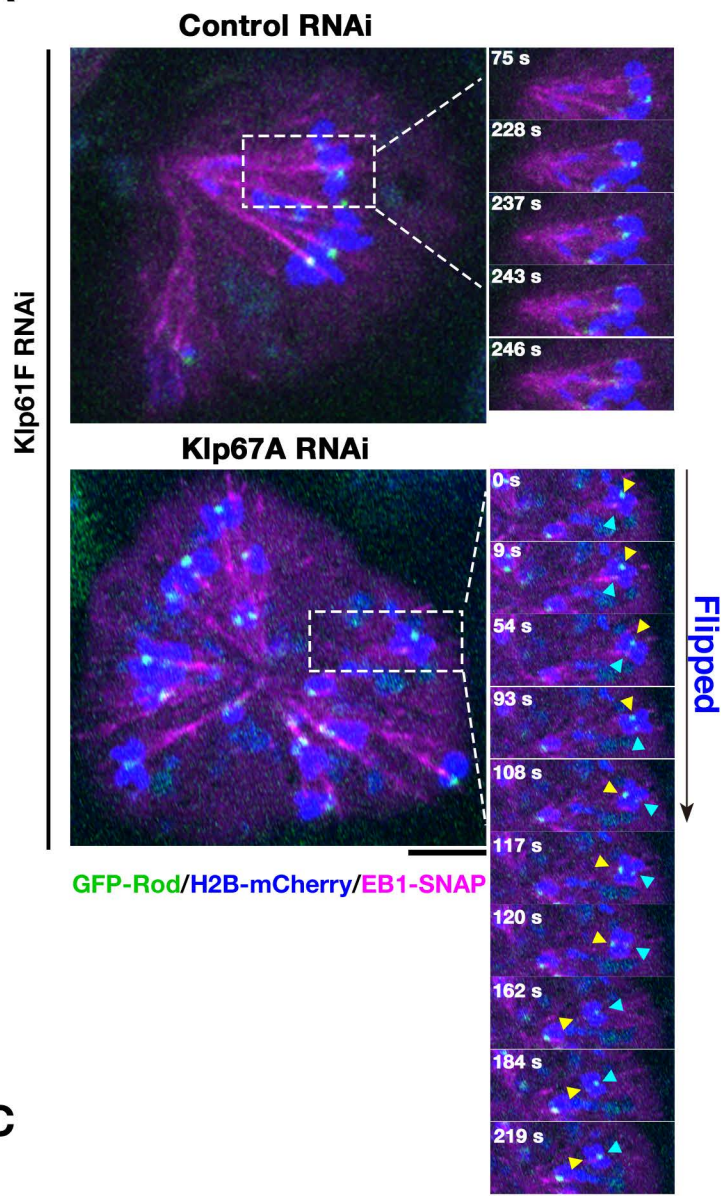 Control RNAi
Klp61F RNAi
75 s
228 s
237 s
243 s
246 s
Klp67A RNAi
0 s
9 s
54 s
93 s
108 s
117 s
120 s
162 s
184 s
219 s
Flipped
GFP-Rod/H2B-mCherry/EB1-SNAP
C